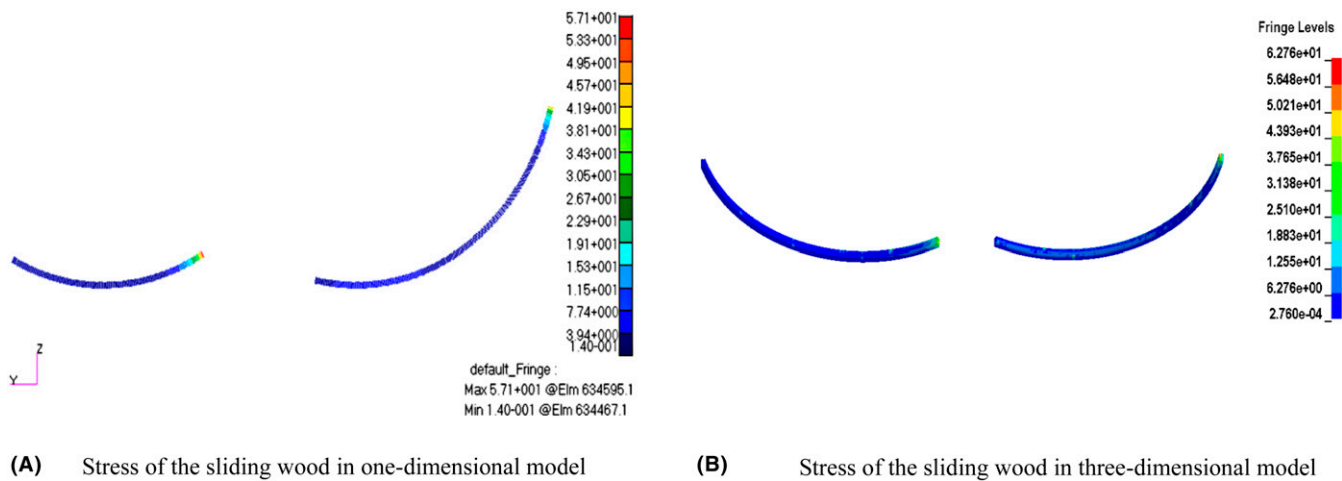 5.71+001
5.33+001
4.95+001
4.57+001
4.19+001
3.81+001
3.43+001
3.05+001
2.67+001
2.29+001
1.91+001
1.53+001
1.15+001
7.74+000
3.94+000
1.40-001
Z
Y
default_Fringe :
Max 5.71+001 @Elm 634595.1
Min 1.40-001 @Elm 634467.1
Fringe Levels
6.276e+01
5.648e+01
5.021e+01
4.393e+01
3.765e+01
3.138e+01
2.510e+01
1.883e+01
1.255e+01
6.276e+00
2.760e-04
(A) Stress of the sliding wood in one-dimensional model
(B) Stress of the sliding wood in three-dimensional model